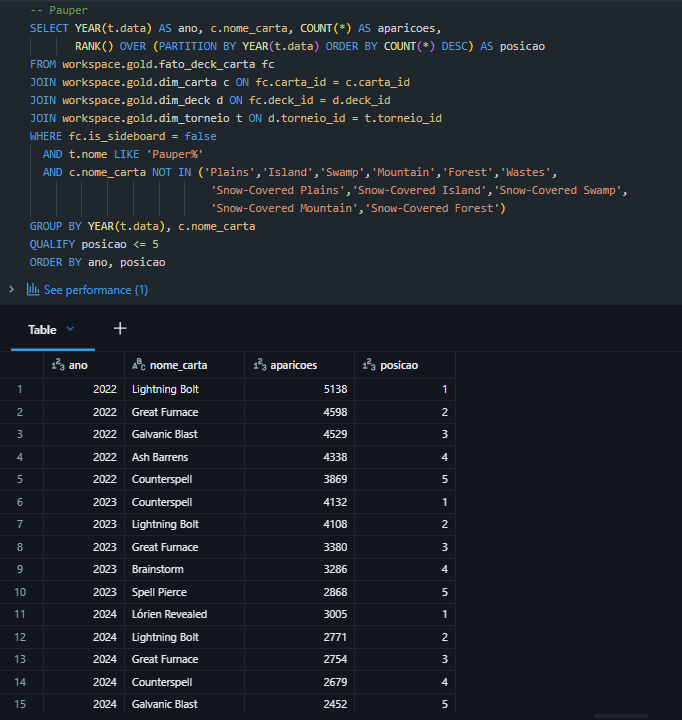 -- Pauper
SELECT YEAR(t.data) AS ano, c.nome_carta, COUNT(*) AS aparicoes,
RANK() OVER (PARTITION BY YEAR(t.data) ORDER BY COUNT(*) DESC) AS posicao
FROM workspace.gold.fato_deck_carta fc
JOIN workspace.gold.dim_carta c ON fc.carta_id = c.carta_id
JOIN workspace.gold.dim_deck d ON fc.deck_id = d.deck_id
JOIN workspace.gold.dim_torneio t ON d.torneio_id = t.torneio_id
WHERE fc.is_sideboard = false
AND t.nome LIKE 'Pauper%'
AND c.nome_carta NOT IN ('Plains','Island','Swamp','Mountain','Forest','Wastes',
'Snow-Covered Plains','Snow-Covered Island','Snow-Covered Swamp',
'Snow-Covered Mountain','Snow-Covered Forest')
GROUP BY YEAR(t.data), c.nome_carta
QUALIFY posicao <= 5
ORDER BY ano, posicao
See performance (1)
Table
ano nome_carta aparicoes posicao
1 2022 Lightning Bolt 5138 1
2 2022 Great Furnace 4598 2
3 2022 Galvanic Blast 4529 3
4 2022 Ash Barrens 4338 4
5 2022 Counterspell 3869 5
6 2023 Counterspell 4132 1
7 2023 Lightning Bolt 4108 2
8 2023 Great Furnace 3380 3
9 2023 Brainstorm 3286 4
10 2023 Spell Pierce 2868 5
11 2024 Lórien Revealed 3005 1
12 2024 Lightning Bolt 2771 2
13 2024 Great Furnace 2754 3
14 2024 Counterspell 2679 4
15 2024 Galvanic Blast 2452 5